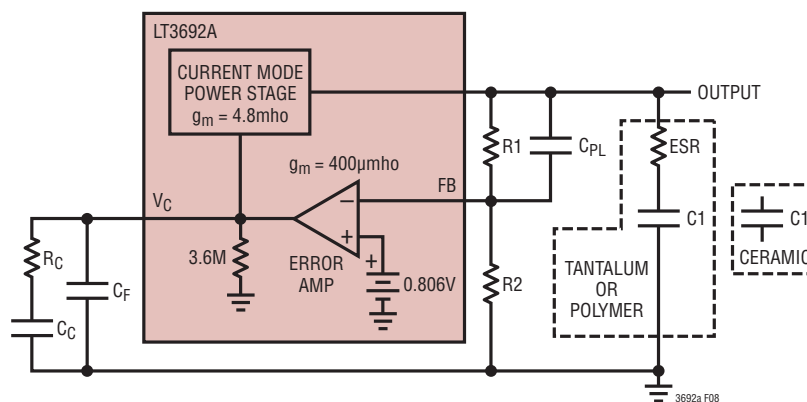 LT3692A
CURRENT MODE
POWER STAGE
gm = 4.8mho
OUTPUT
gm = 400µmho
R1
CPL
ESR
VC
FB
C1
C1
CERAMIC
RC
3.6M
ERROR
AMP
0.806V
R2
TANTALUM
OR
POLYMER
CF
CC
3692a F08